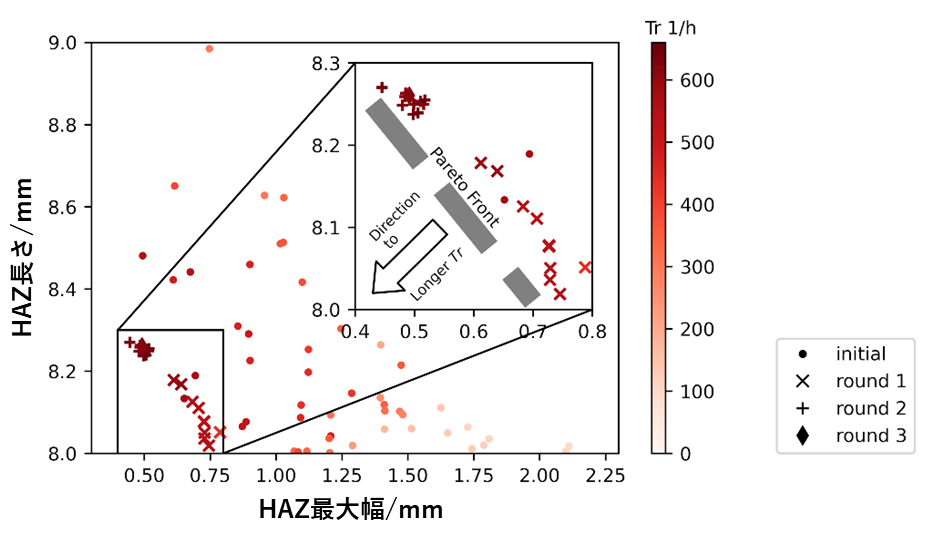 Tr 1/h
9.0
8.8
8.6
8.4
8.2
8.0
HAZ長さ/mm
0.50
0.75
1.00
1.25
1.50
1.75
2.00
2.25
HAZ最大幅/mm
8.3
8.2
8.1
8.0
0.4
0.5
0.6
0.7
0.8
Pareto Front
Direction
to
Longer Tr
600
500
400
300
200
100
0
initial
round 1
round 2
round 3